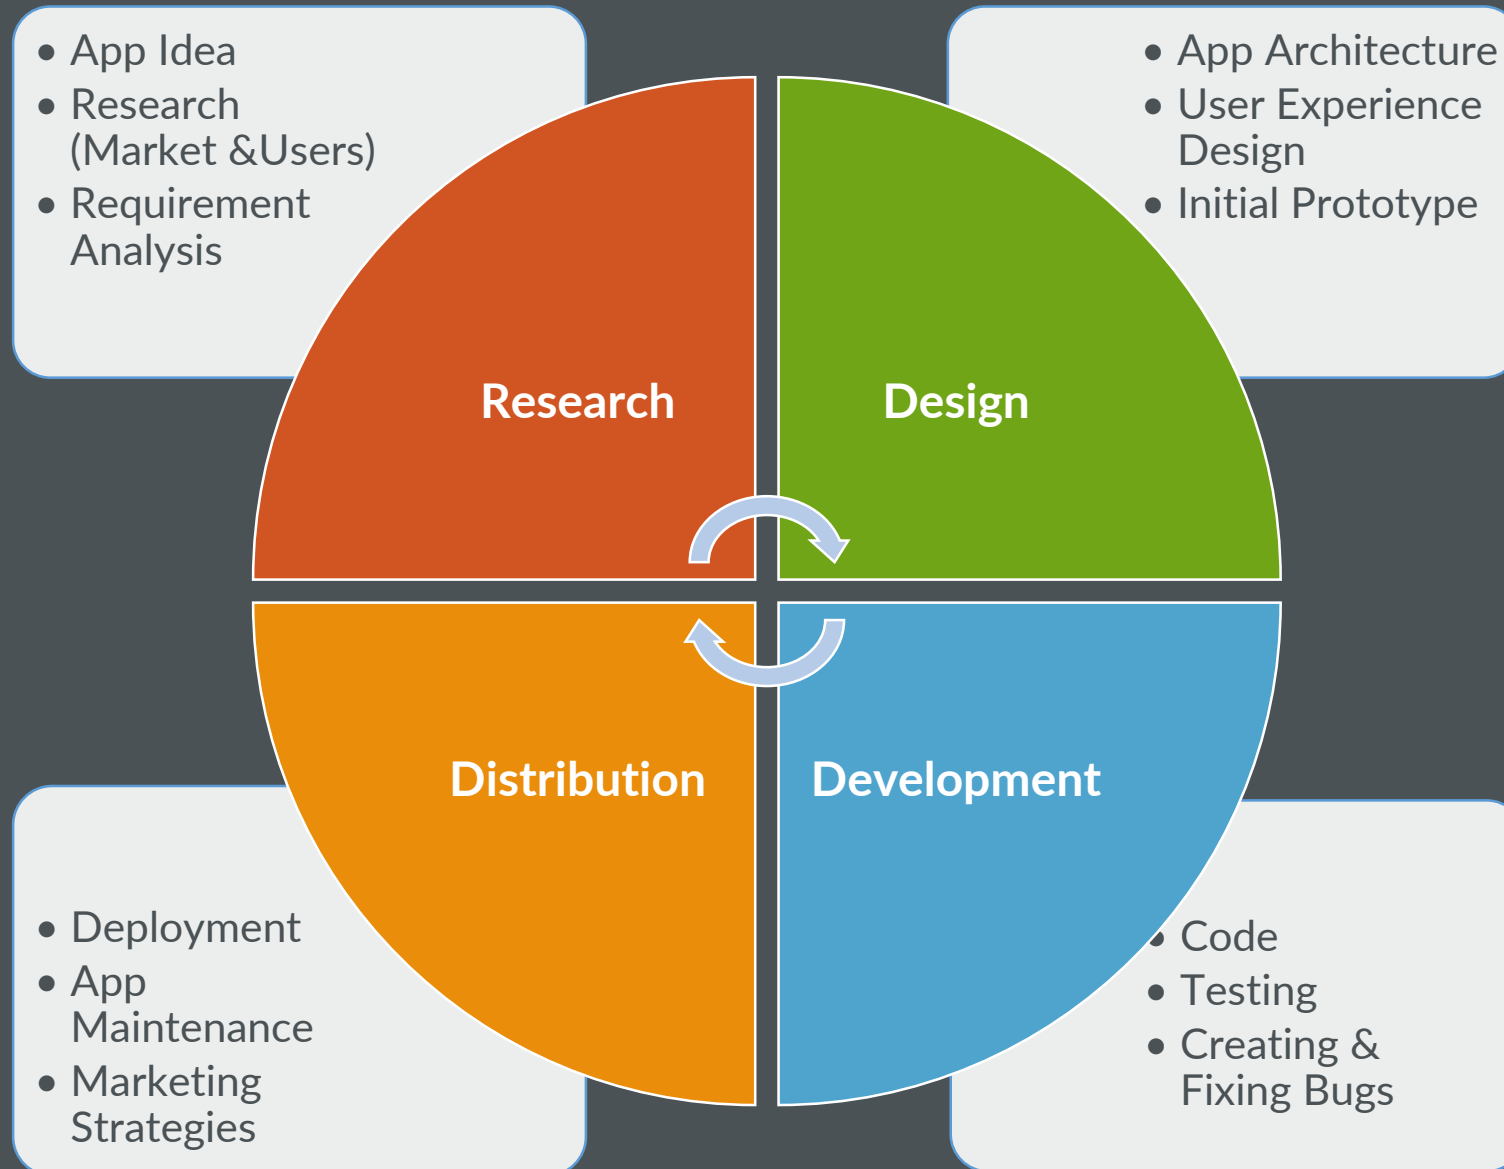 • App Idea
• Research
(Market &Users)
• Requirement
Analysis
• App Architecture
• User Experience
Design
• Initial Prototype
Research
Design
Distribution
Development
• Deployment
• App
Maintenance
• Marketing
Strategies
• Code
• Testing
• Creating &
Fixing Bugs